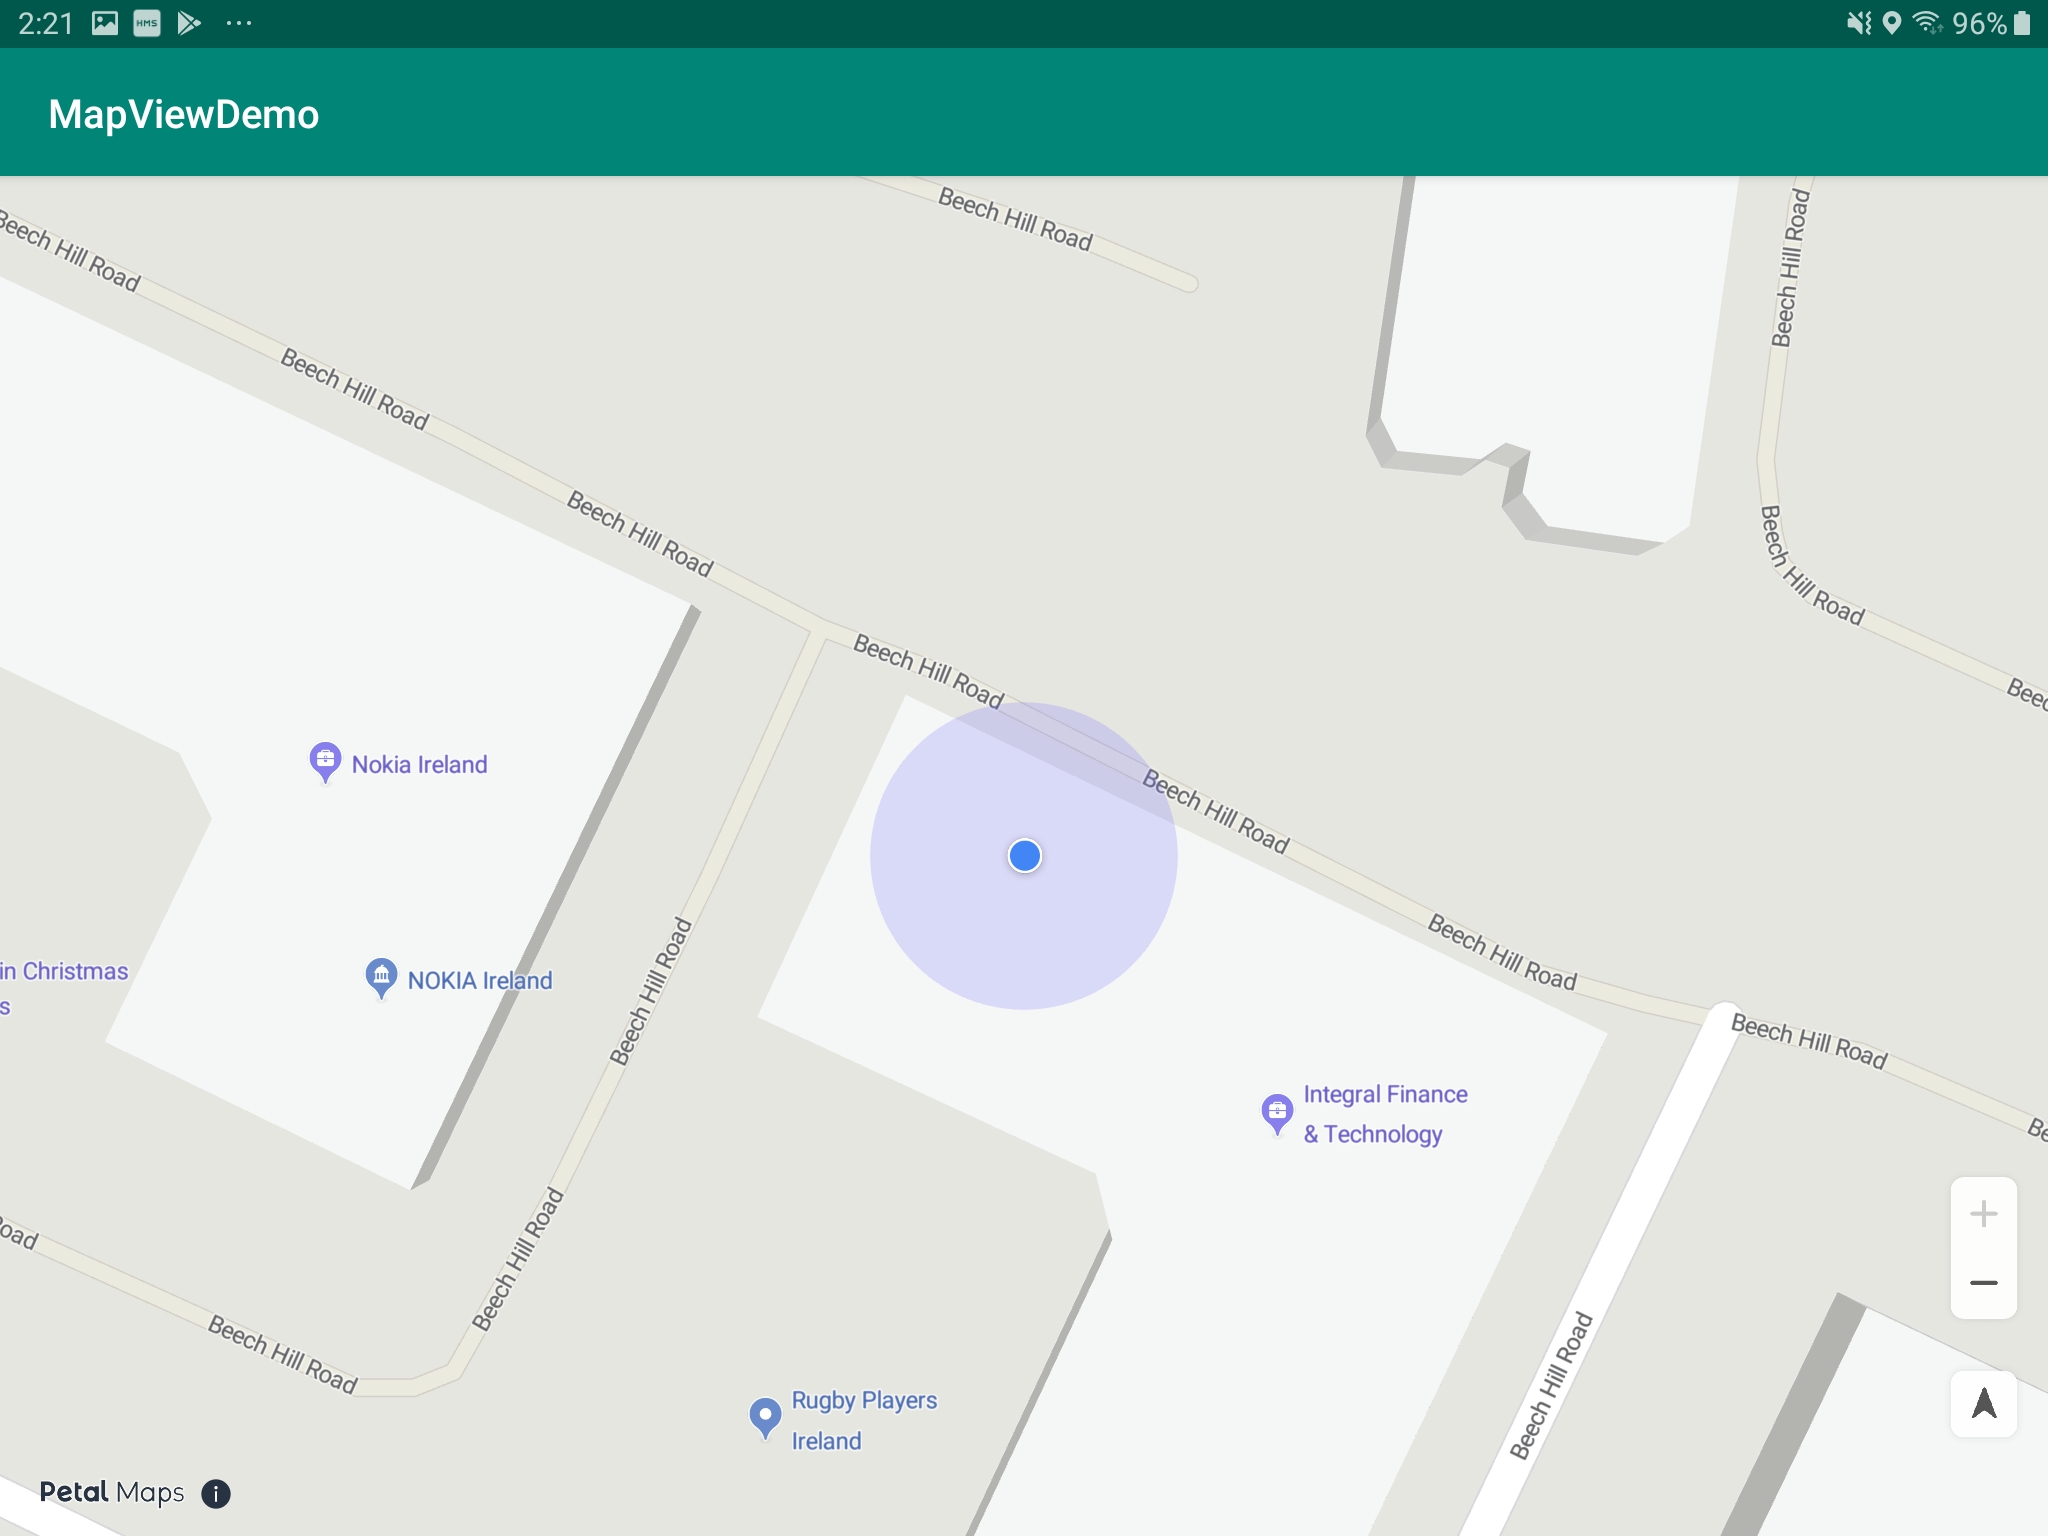 2:21
HMS
96%
MapViewDemo
Beech Hill Road
Beech Hill Road
Beech Hill Road
Beech Hill Road
Beech Hill Road
Beech Hill Road
Beech Hill Road
Beech Hill Road
Beec
Nokia Ireland
Beech Hill Road
Beech Hill Road
in Christmas
s
NOKIA Ireland
Beech Hill Road
Beech Hill Road
Be
Integral Finance
& Technology
oad
Beech Hill Road
Beech Hill Road
Beech Hill Road
Rugby Players
Ireland
Petal Maps